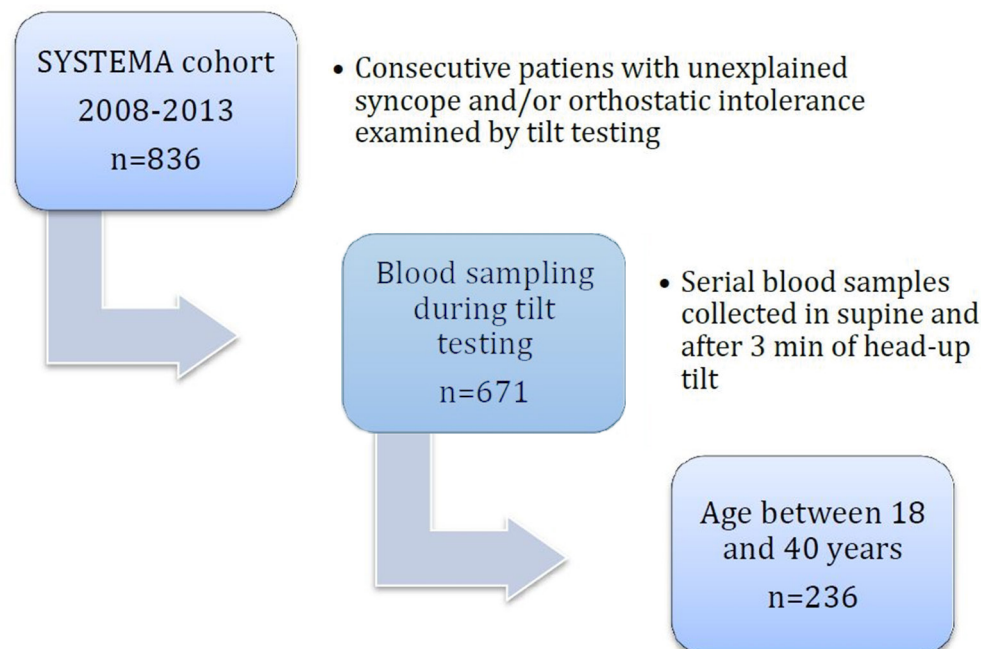 SYSTEMA cohort
2008-2013
n=836
• Consecutive patiens with unexplained
syncope and/or orthostatic intolerance
examined by tilt testing
Blood sampling
during tilt
testing
n=671
• Serial blood samples
collected in supine and
after 3 min of head-up
tilt
Age between 18
and 40 years
n=236